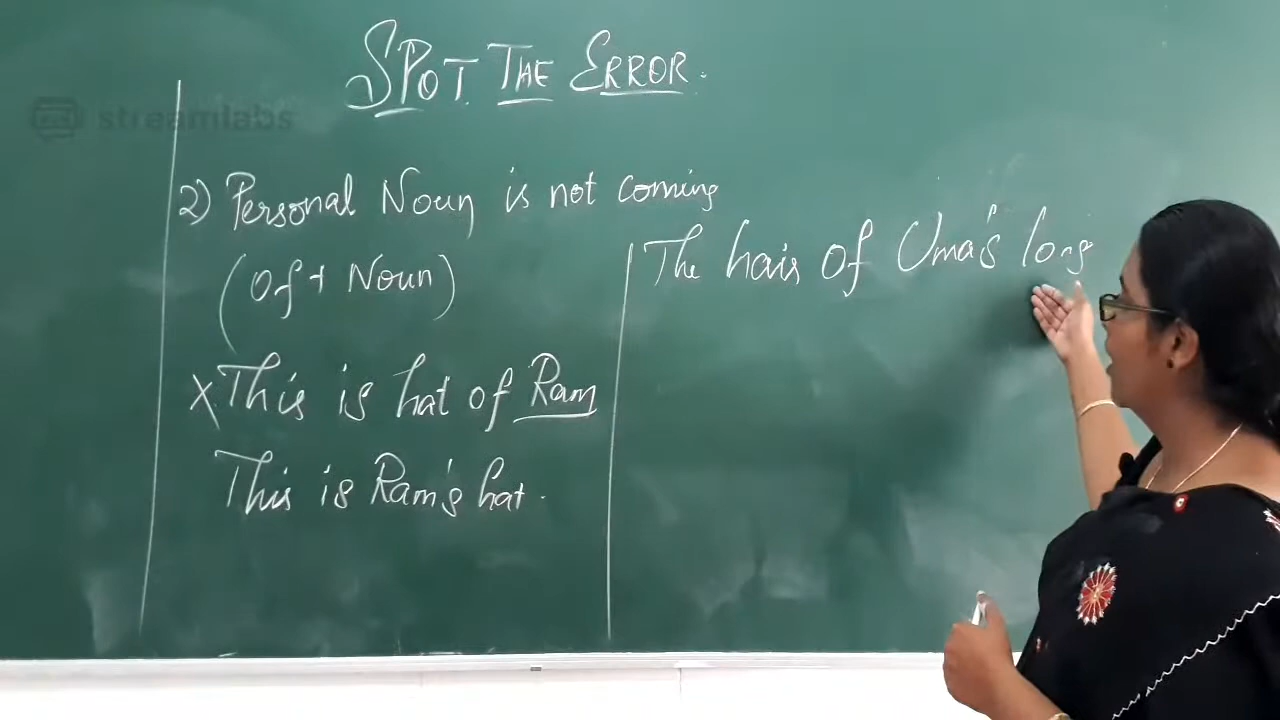 SPOT THE ERROR.
streamlabs
2) Personal Noun is not coming
(Of + Noun)
X This is hat of Ram
This is Ram's hat.
The hair of Uma's long